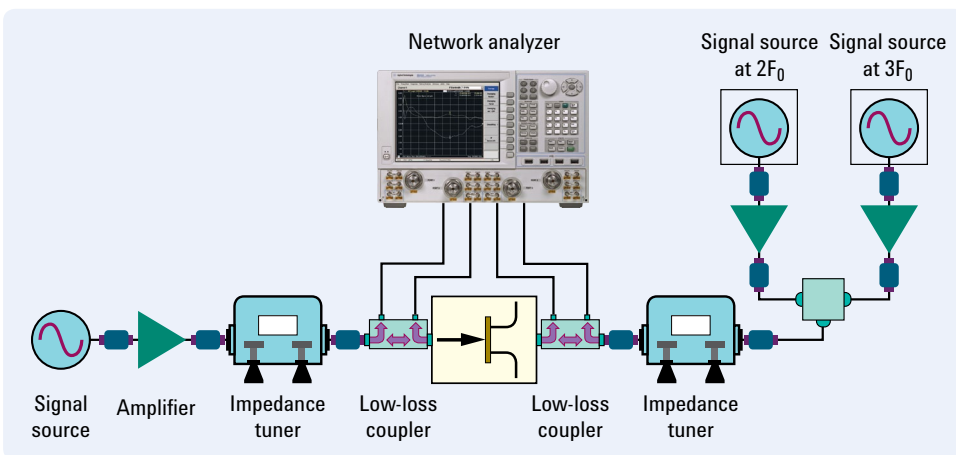 Network analyzer
Signal source
at 2F₀
Signal source
at 3F₀
Signal
source
Amplifier
Impedance
tuner
Low-loss
coupler
Low-loss
coupler
Impedance
tuner